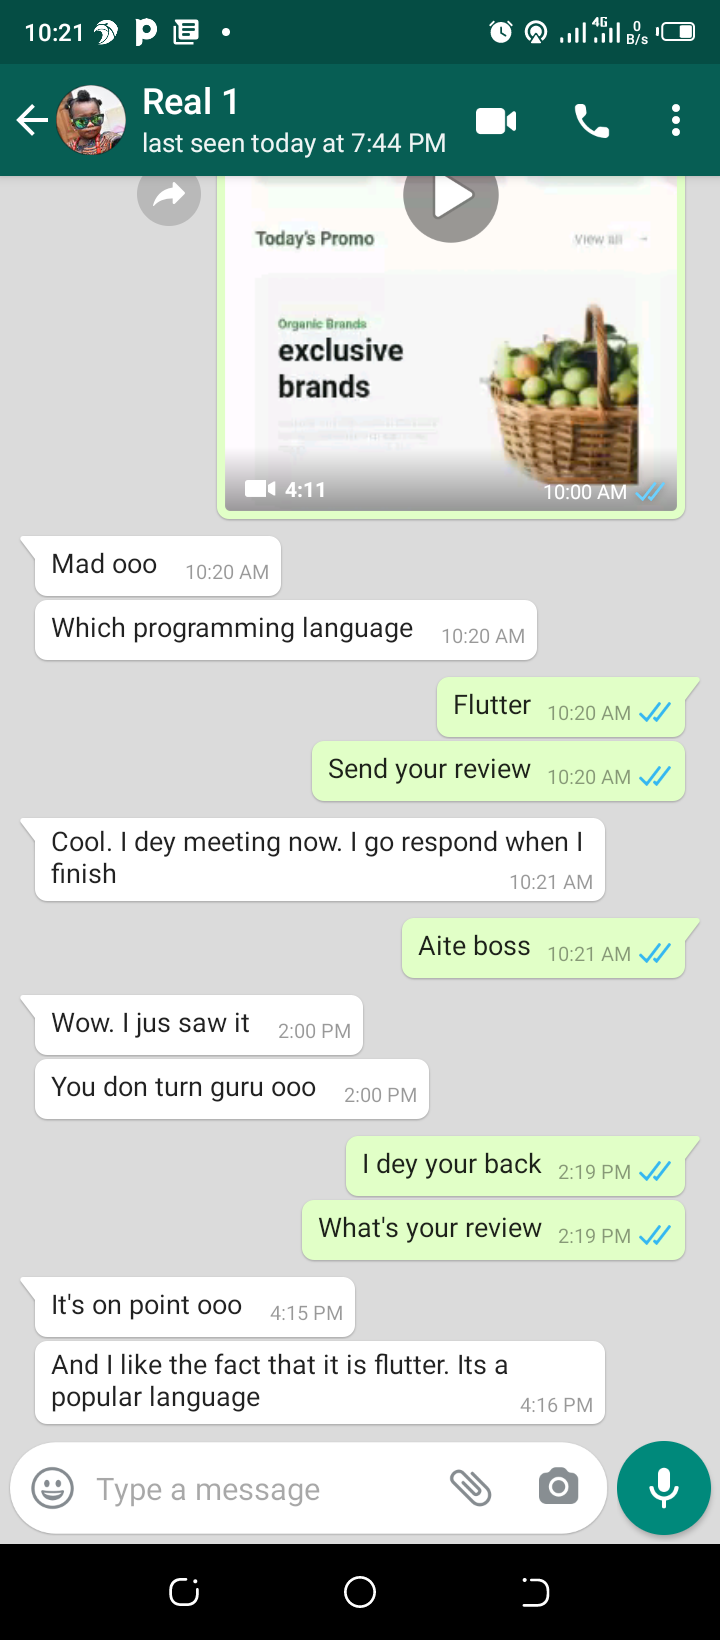 10:21
4G
0
B/s
Real 1
last seen today at 7:44 PM
Today's Promo
View all
Organic Brands
exclusive
brands
4:11
10:00 AM
Mad ooo
10:20 AM
Which programming language
10:20 AM
Flutter
10:20 AM
Send your review
10:20 AM
Cool. I dey meeting now. I go respond when I
finish
10:21 AM
Aite boss
10:21 AM
Wow. I jus saw it
2:00 PM
You don turn guru ooo
2:00 PM
I dey your back
2:19 PM
What's your review
2:19 PM
It's on point ooo
4:15 PM
And I like the fact that it is flutter. Its a
popular language
4:16 PM
Type a message